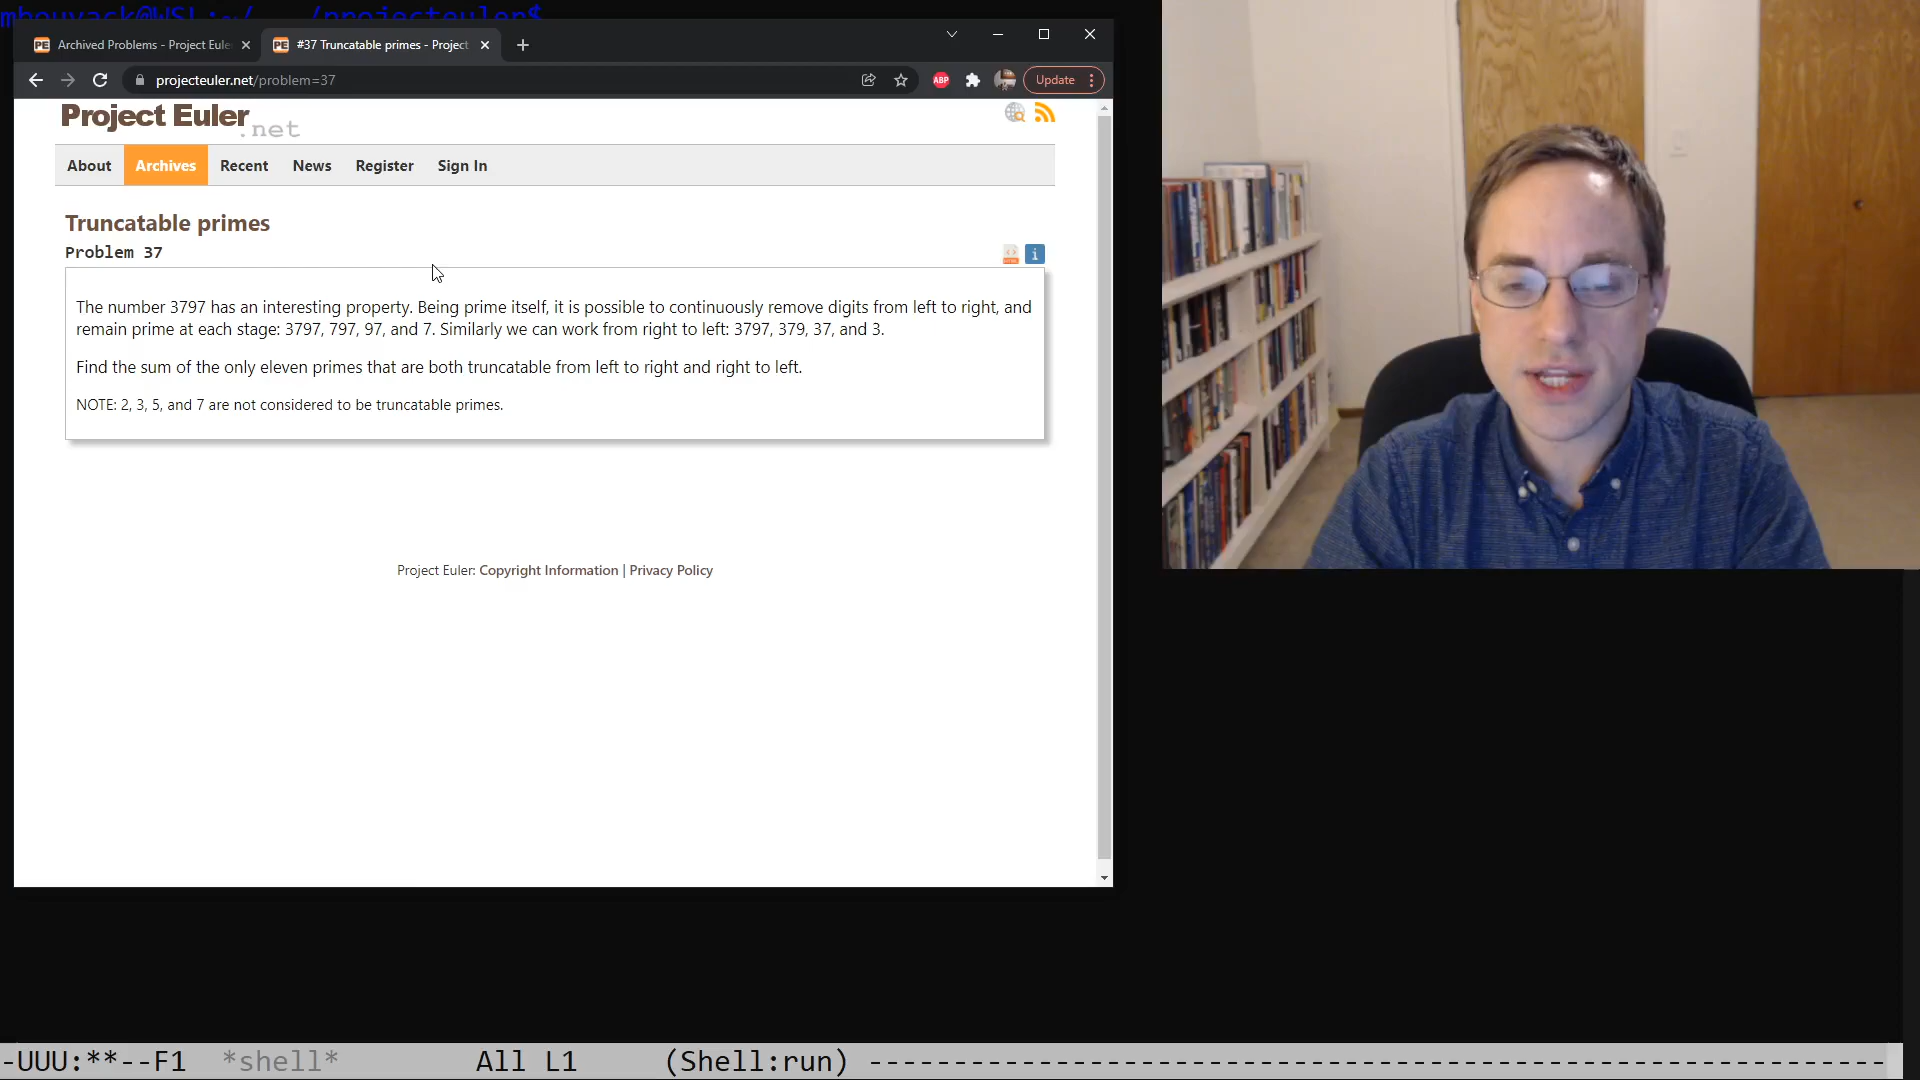 mbouyack@WSL:~/.../projecteuler$
Archived Problems - Project Eule
#37 Truncatable primes - Project
projecteuler.net/problem=37
ABP
Update
Project Euler
.net
About Archives Recent News Register Sign In
Truncatable primes
Problem 37
The number 3797 has an interesting property. Being prime itself, it is possible to continuously remove digits from left to right, and
remain prime at each stage: 3797, 797, 97, and 7. Similarly we can work from right to left: 3797, 379, 37, and 3.
Find the sum of the only eleven primes that are both truncatable from left to right and right to left.
NOTE: 2, 3, 5, and 7 are not considered to be truncatable primes.
Project Euler: Copyright Information | Privacy Policy
-UUU:**--F1 *shell* All L1 (Shell:run) ----------------------------------------------------------